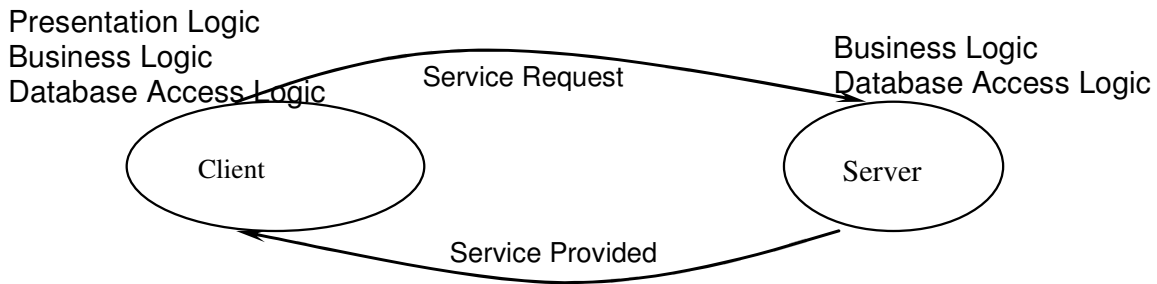 Presentation Logic
Business Logic
Database Access Logic
Service Request
Business Logic
Database Access Logic
Client
Server
Service Provided